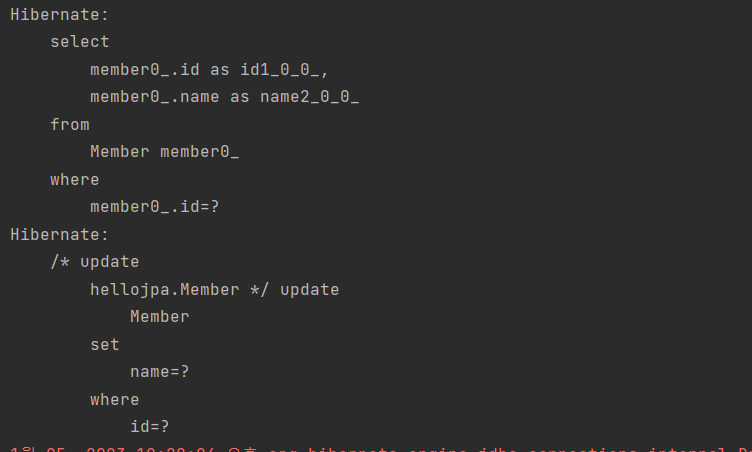 Hibernate:
    select
        member0_.id as id1_0_0_,
        member0_.name as name2_0_0_
    from
        Member member0_
    where
        member0_.id=?
Hibernate:
    /* update
        hellojpa.Member */ update
            Member
        set
            name=?
        where
            id=?